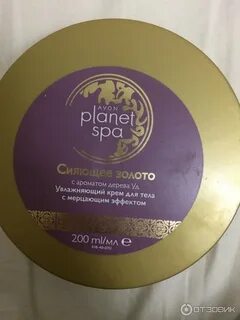 AVON
planet
spa
Сияющее золото
с ароматом дерева Уд
Увлажняющий крем для тела
с мерцающим эффектом
200 ml/мл e
ОТЗОВИК